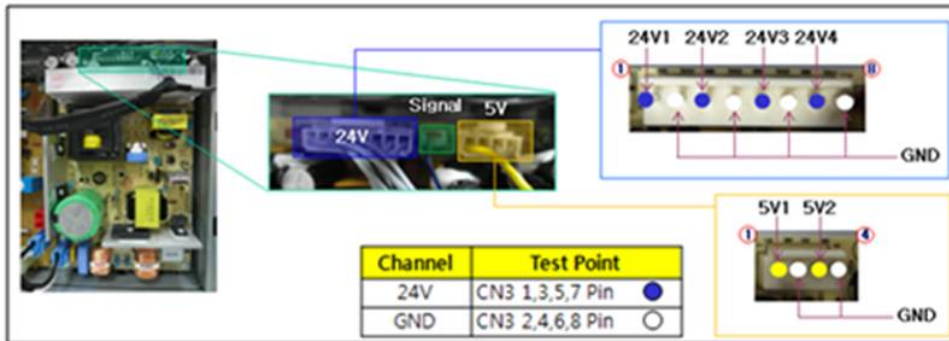 24V1 24V2 24V3 24V4
① ⑧
GND
Signal 5V
24V
5V1 5V2
① ④
GND
Channel Test Point
24V CN3 1,3,5,7 Pin
GND CN3 2,4,6,8 Pin